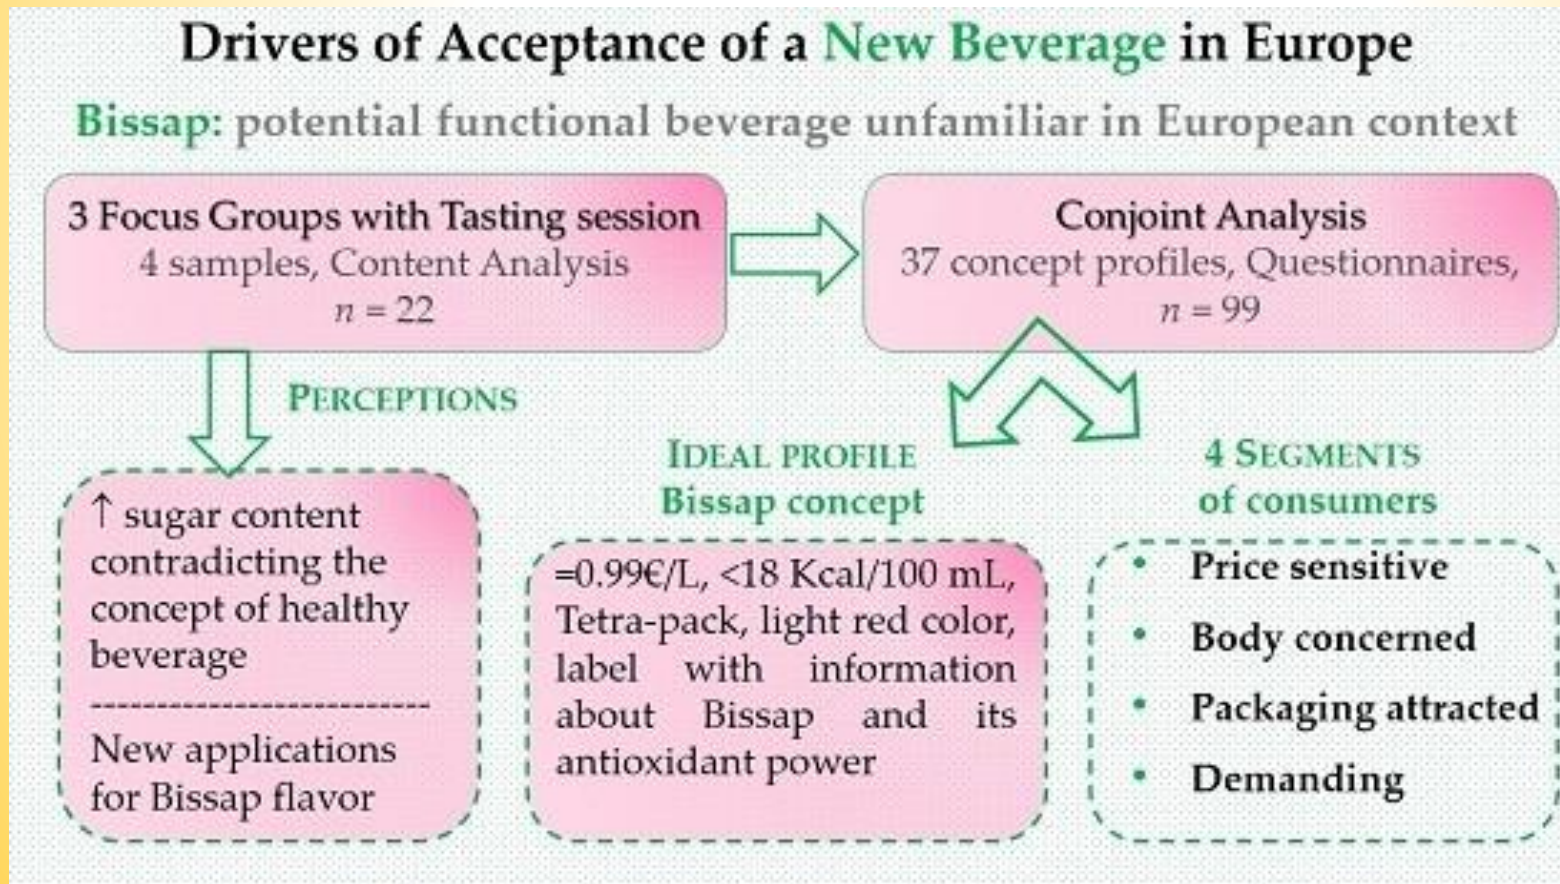 Drivers of Acceptance of a New Beverage in Europe
Bissap: potential functional beverage unfamiliar in European context
3 Focus Groups with Tasting session
4 samples, Content Analysis
n = 22
Conjoint Analysis
37 concept profiles, Questionnaires,
n = 99
PERCEPTIONS
↑ sugar content
contradicting the
concept of healthy
beverage
--------------------------
New applications
for Bissap flavor
IDEAL PROFILE
Bissap concept
=0.99€/L, <18 Kcal/100 mL,
Tetra-pack, light red color,
label with information
about Bissap and its
antioxidant power
4 SEGMENTS
of consumers
• Price sensitive
• Body concerned
• Packaging attracted
• Demanding